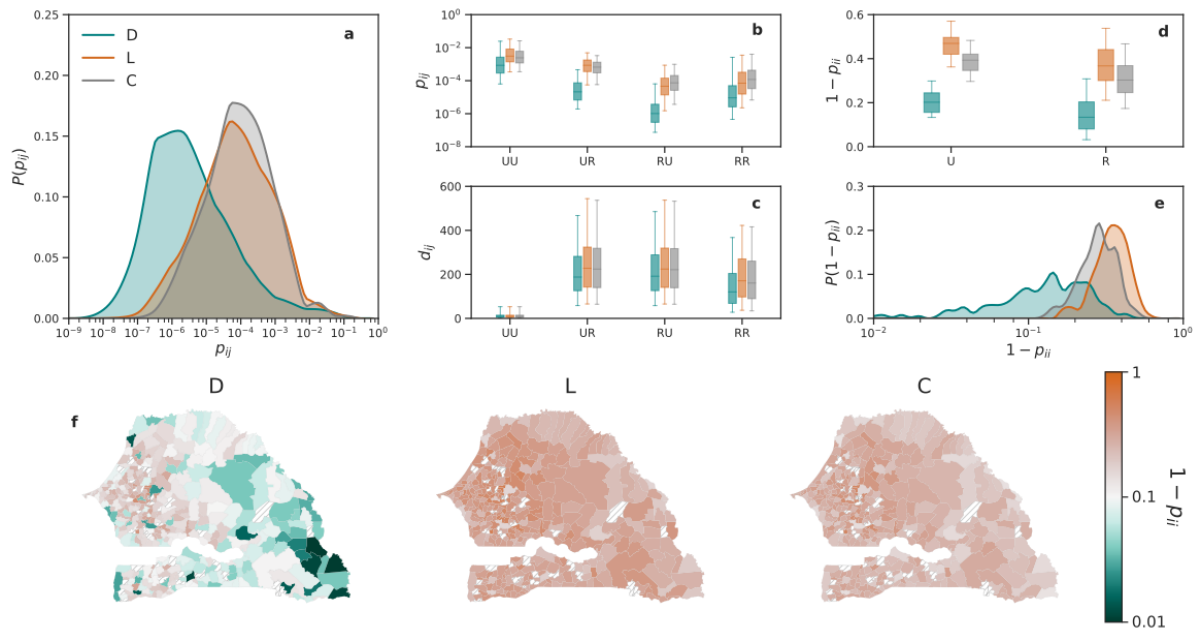 a
D
L
C
P(p_ij)
0.25
0.20
0.15
0.10
0.05
0.00
10^-9 10^-8 10^-7 10^-6 10^-5 10^-4 10^-3 10^-2 10^-1 10^0
p_ij
b
p_ij
10^0
10^-2
10^-4
10^-6
10^-8
UU UR RU RR
c
d_ij
600
400
200
0
UU UR RU RR
d
1 − p_ii
0.6
0.4
0.2
0.0
U R
e
P(1 − p_ii)
0.3
0.2
0.1
0.0
10^-2 10^-1 10^0
1 − p_ii
f
D L C
1
0.1
0.01
1 − p_ii